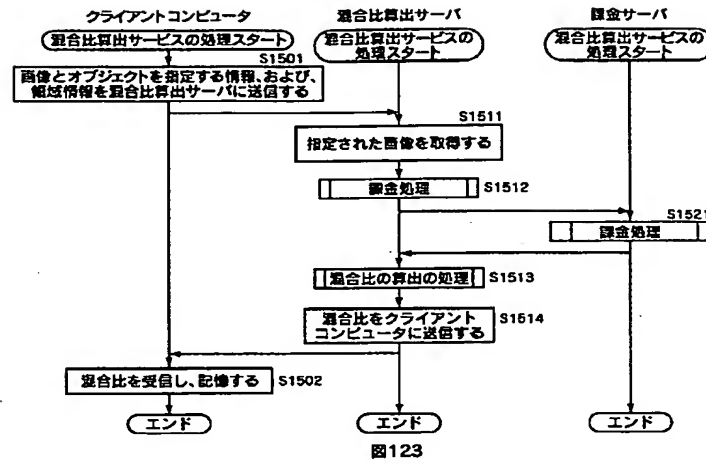 クライアントコンピュータ
混合比算出サーバ
課金サーバ
混合比算出サービスの処理スタート
混合比算出サービスの
処理スタート
混合比算出サービスの
処理スタート
S1501
画像とオブジェクトを指定する情報、および、
領域情報を混合比算出サーバに送信する
S1511
指定された画像を取得する
課金処理
S1512
S1521
課金処理
混合比の算出の処理
S1513
混合比をクライアント
コンピュータに送信する
S1514
混合比を受信し、記憶する
S1502
エンド
エンド
エンド
図123